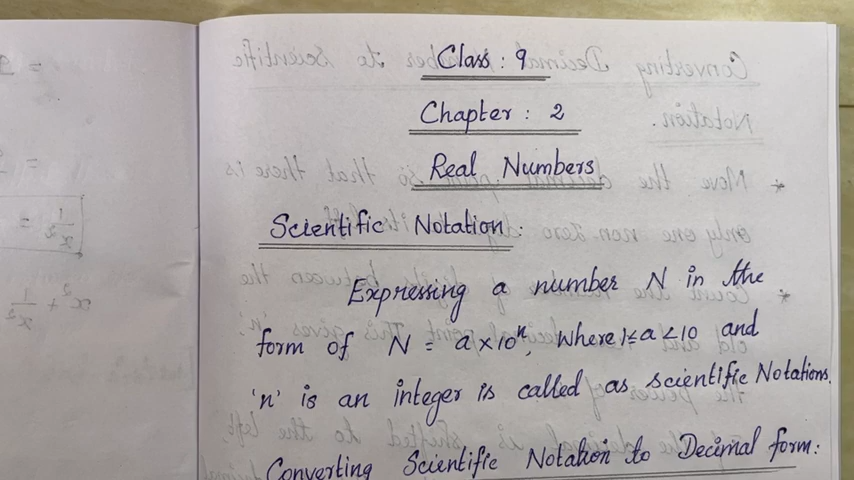 Class : 9
Chapter : 2
Real Numbers
Scientific Notation :
Expressing a number N in the
form of N = a × 10ⁿ, Where 1≤a<10 and
'n' is an integer is called as scientific Notations.
Converting Scientific Notation to Decimal form: